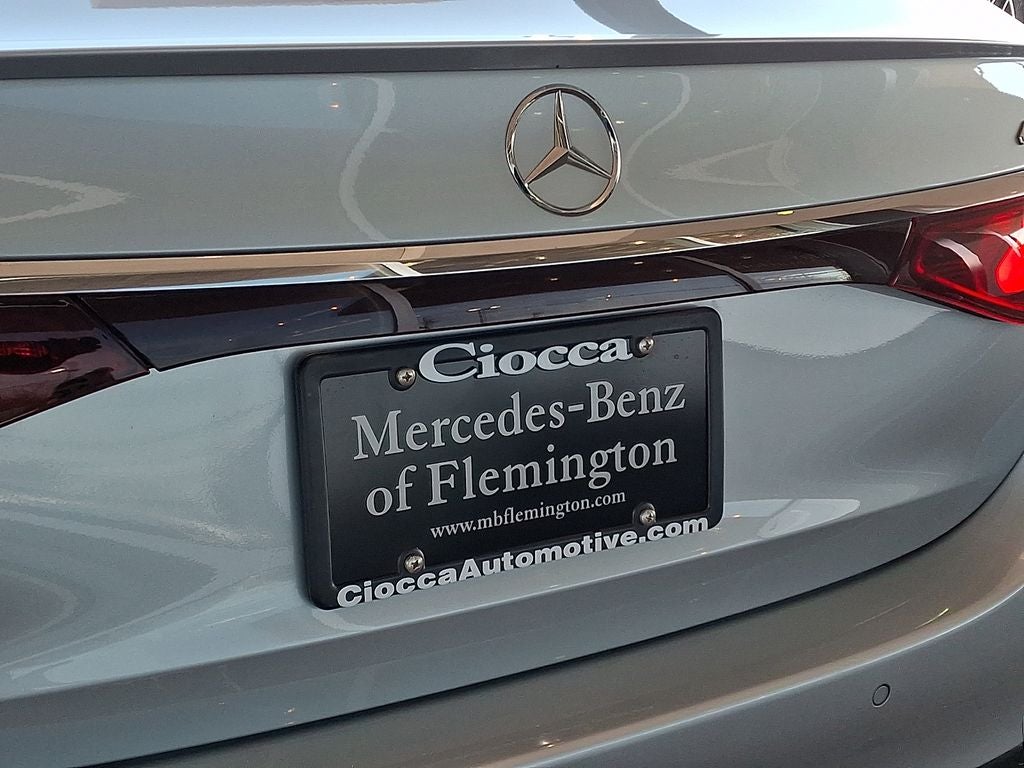 Ciocca
Mercedes-Benz
of Flemington
www.mbflemington.com
CioccaAutomotive.com